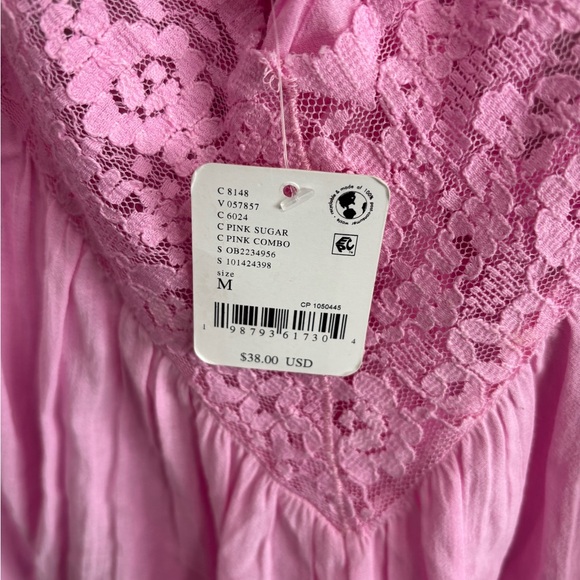 C 8148
V 057857
C 6024
C PINK SUGAR
C PINK COMBO
S OB2234956
S 101424398
size
M
CP 1050445
1 98793 61730 4
$38.00 USD